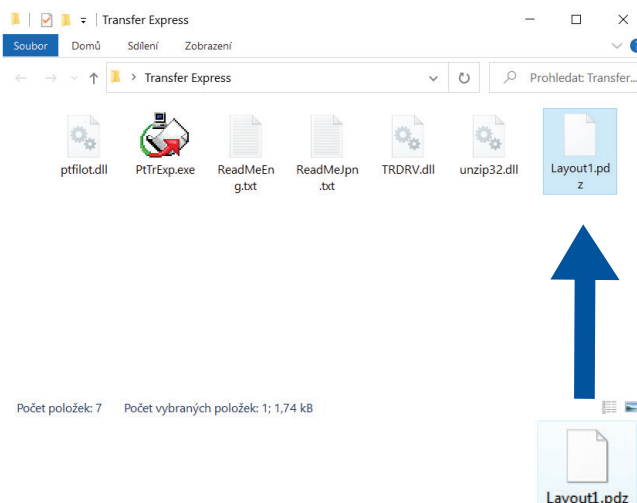 Transfer Express
Soubor Domů Sdílení Zobrazení
Transfer Express
Prohledat: Transfer...
ptfilot.dll
PtTrExp.exe
ReadMeEn
g.txt
ReadMeJpn
.txt
TRDRV.dll
unzip32.dll
Layout1.pd
z
Počet položek: 7 Počet vybraných položek: 1; 1,74 kB
Layout1.pdz